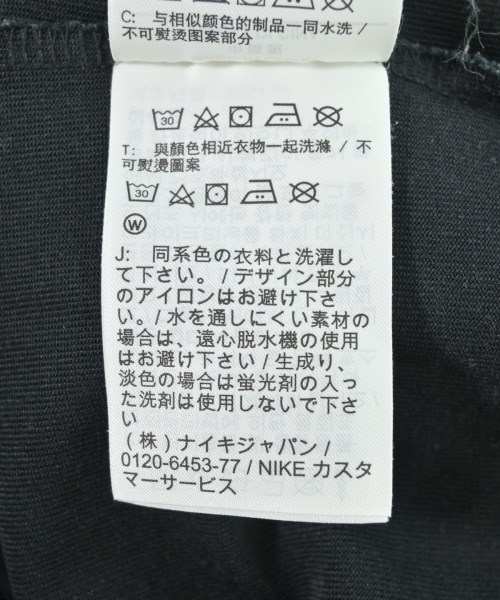 C: 与相似颜色的制品一同水洗 /
不可熨烫图案部分
30
T: 與顏色相近衣物一起洗滌 / 不
可熨燙圖案
30
W
J: 同系色の衣料と洗濯し
て下さい。/ デザイン部分
のアイロンはお避け下さ
い。/ 水を通しにくい素材の
場合は、遠心脱水機の使用
はお避け下さい / 生成り、
淡色の場合は蛍光剤の入っ
た洗剤は使用しないで下さ
い
(株) ナイキジャパン /
0120-6453-77 / NIKE カスタ
マーサービス